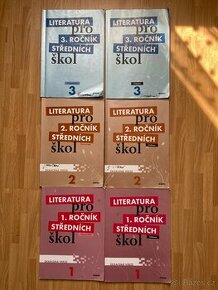 LITERATURA
pro
3. ROČNÍK
STŘEDNÍCH
škol
3
LITERATURA
pro
3. ROČNÍK
STŘEDNÍCH
škol
3
LITERATURA
pro
2. ROČNÍK
STŘEDNÍCH
škol
2
LITERATURA
pro
2. ROČNÍK
STŘEDNÍCH
škol
2
LITERATURA
pro
1. ROČNÍK
STŘEDNÍCH
škol
1
LITERATURA
pro
1. ROČNÍK
STŘEDNÍCH
škol
1